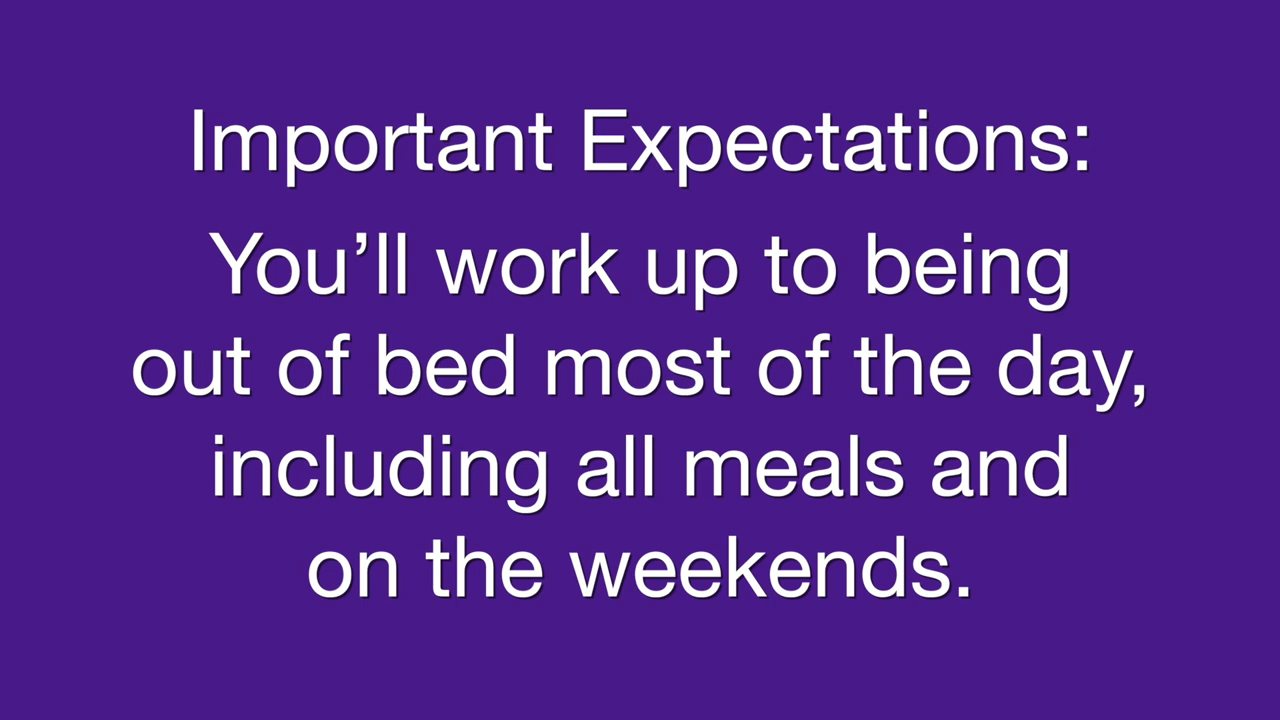 Important Expectations:
You’ll work up to being
out of bed most of the day,
including all meals and
on the weekends.